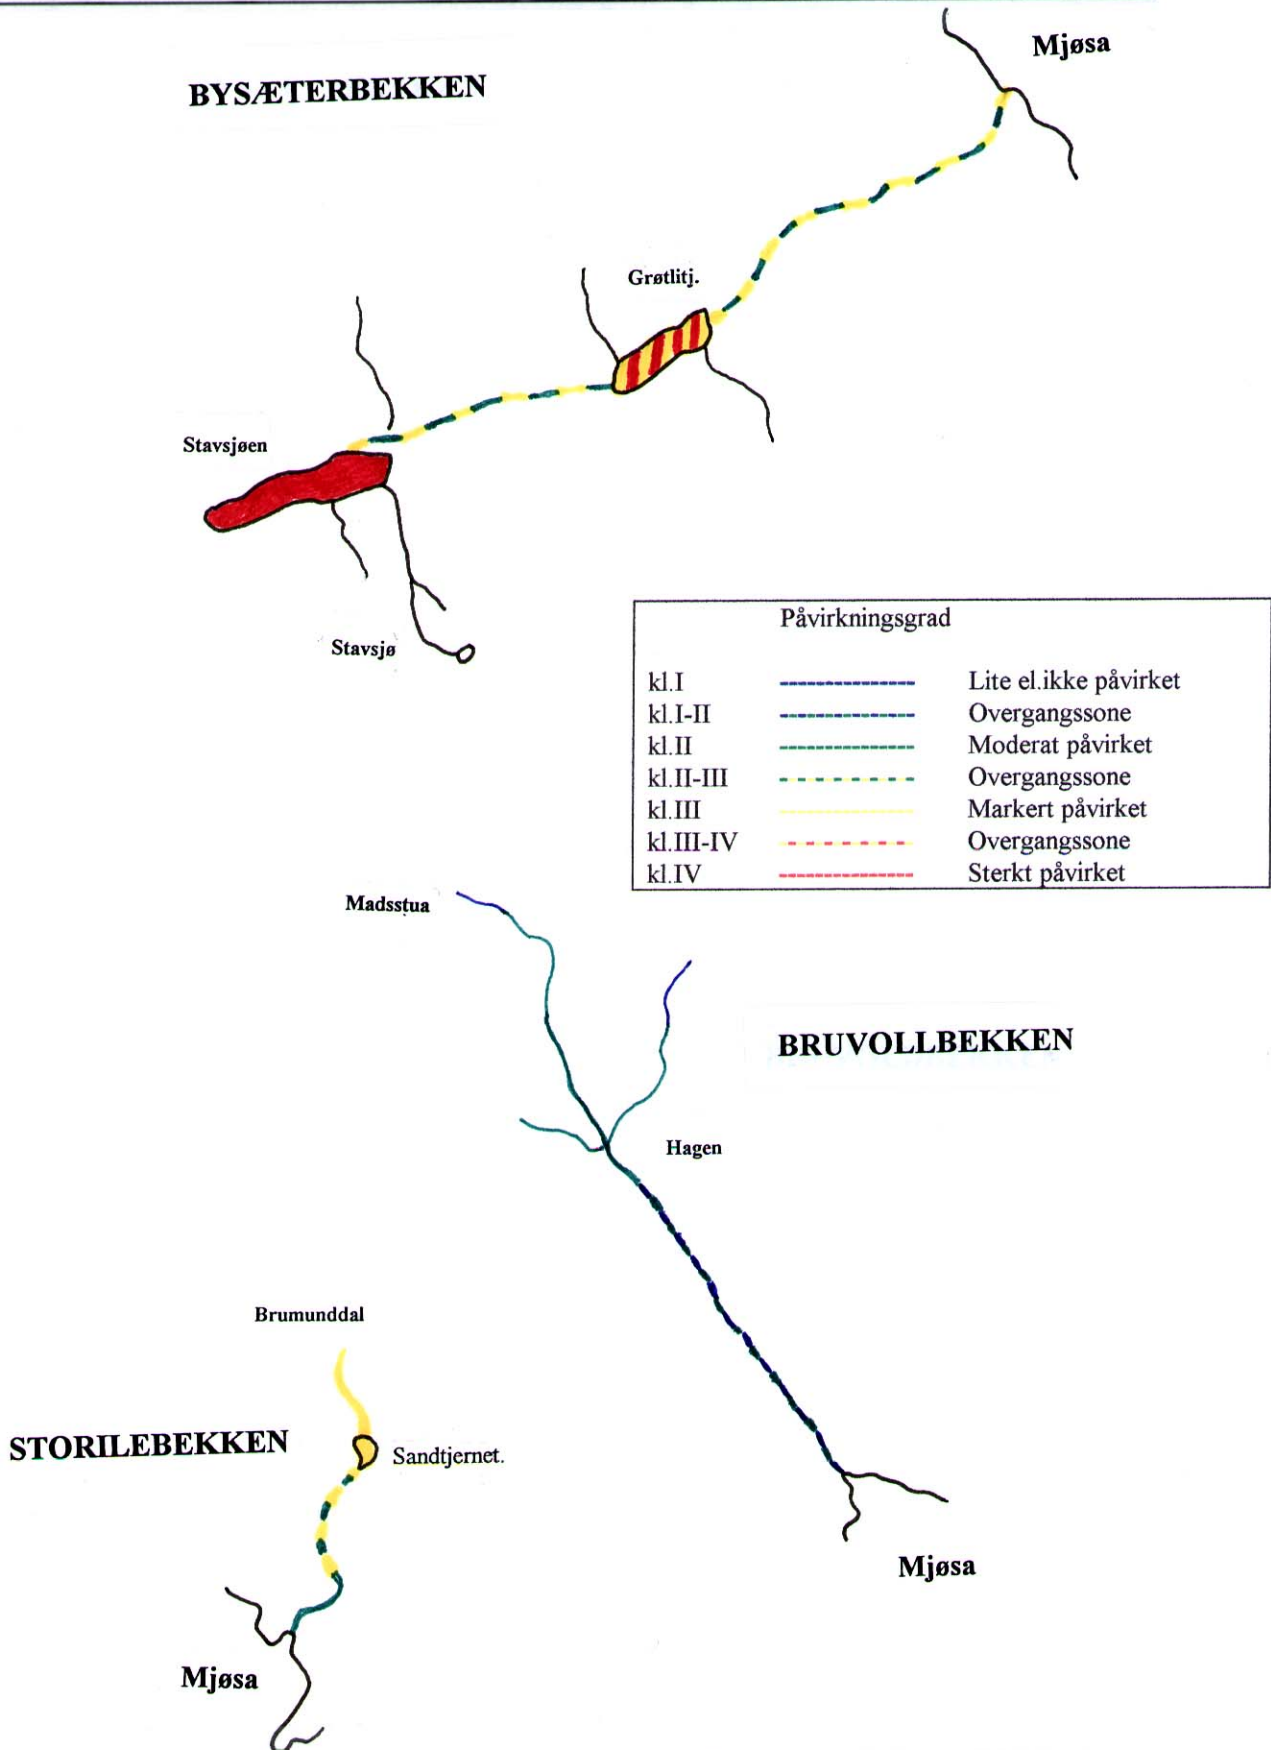 Mjøsa
BYSÆTERBEKKEN
Grøtlitj.
Stavsjøen
Stavsjø
Påvirkningsgrad
kl.I Lite el.ikke påvirket
kl.I-II Overgangssone
kl.II Moderat påvirket
kl.II-III Overgangssone
kl.III Markert påvirket
kl.III-IV Overgangssone
kl.IV Sterkt påvirket
Madsstua
BRUVOLLBEKKEN
Hagen
Brumunddal
STORILEBEKKEN
Sandtjernet.
Mjøsa
Mjøsa